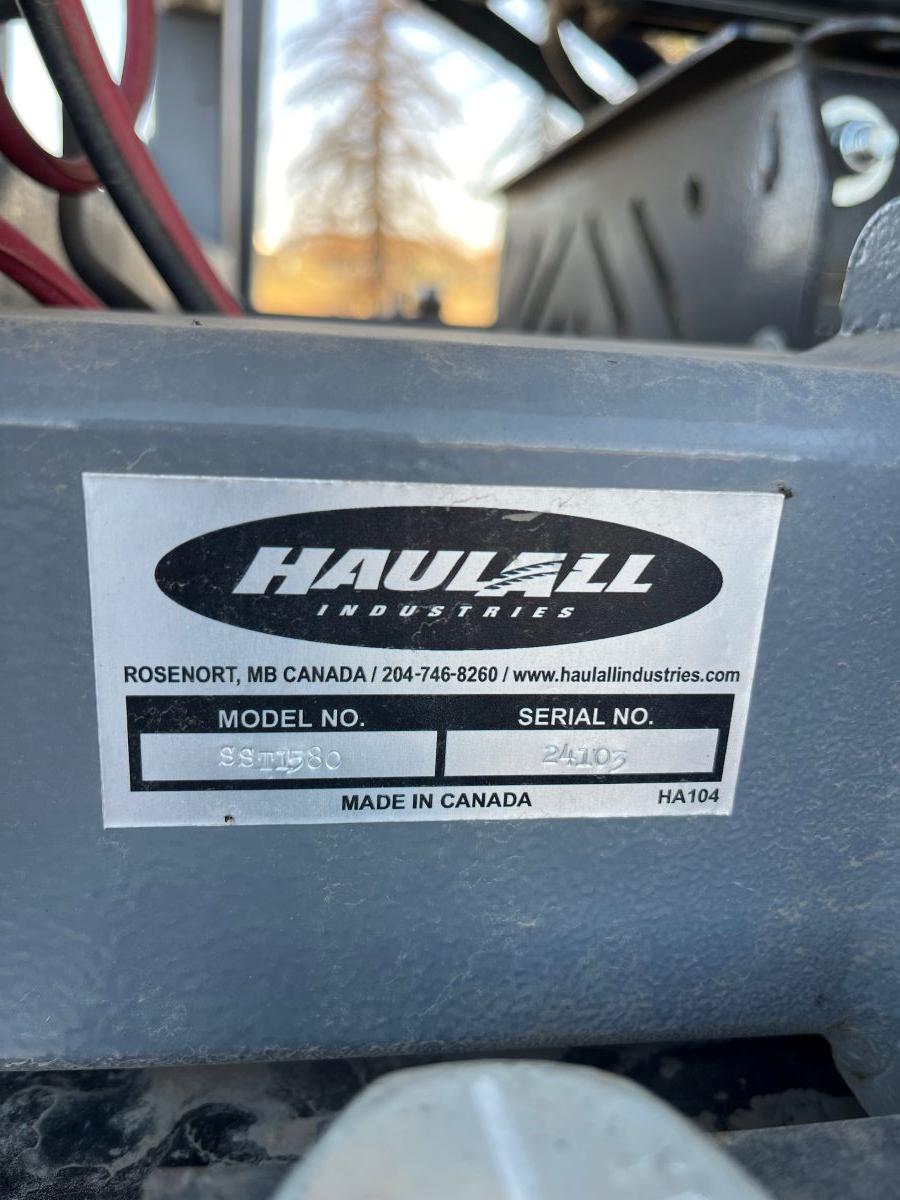 HAULALL
INDUSTRIES
ROSENORT, MB CANADA / 204-746-8260 / www.haulallindustries.com
MODEL NO. SERIAL NO.
SST1580 24103
MADE IN CANADA HA104